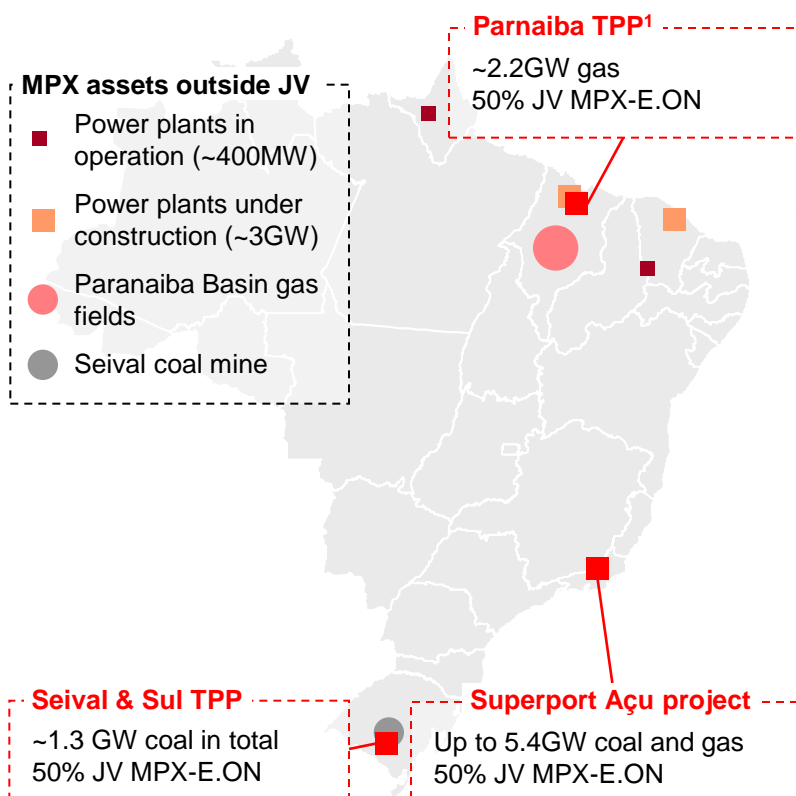 Parnaiba TPP¹
~2.2GW gas
50% JV MPX-E.ON
MPX assets outside JV
Power plants in
operation (~400MW)
Power plants under
construction (~3GW)
Paranaiba Basin gas
fields
Seival coal mine
Seival & Sul TPP
~1.3 GW coal in total
50% JV MPX-E.ON
Superport Açu project
Up to 5.4GW coal and gas
50% JV MPX-E.ON